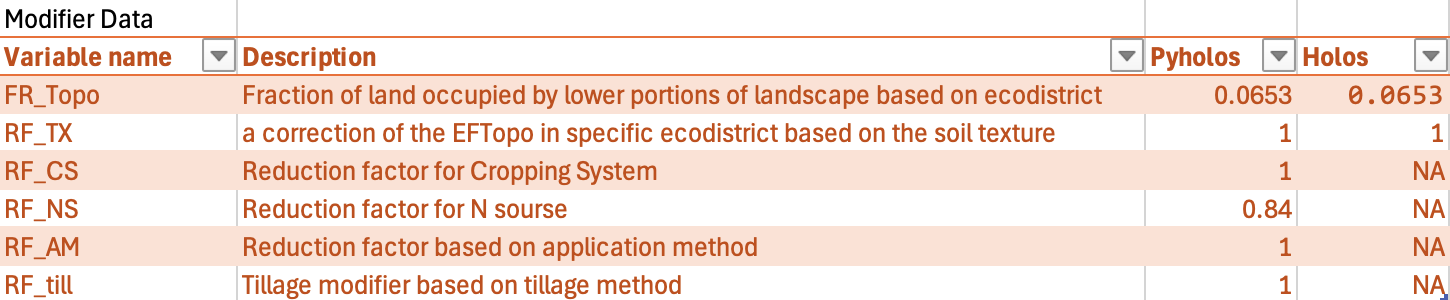 Modifier Data
Variable name Description Pyholos Holos
FR_Topo Fraction of land occupied by lower portions of landscape based on ecodistrict 0.0653 0.0653
RF_TX a correction of the EFTopo in specific ecodistrict based on the soil texture 1 1
RF_CS Reduction factor for Cropping System 1 NA
RF_NS Reduction factor for N sourse 0.84 NA
RF_AM Reduction factor based on application method 1 NA
RF_till Tillage modifier based on tillage method 1 NA